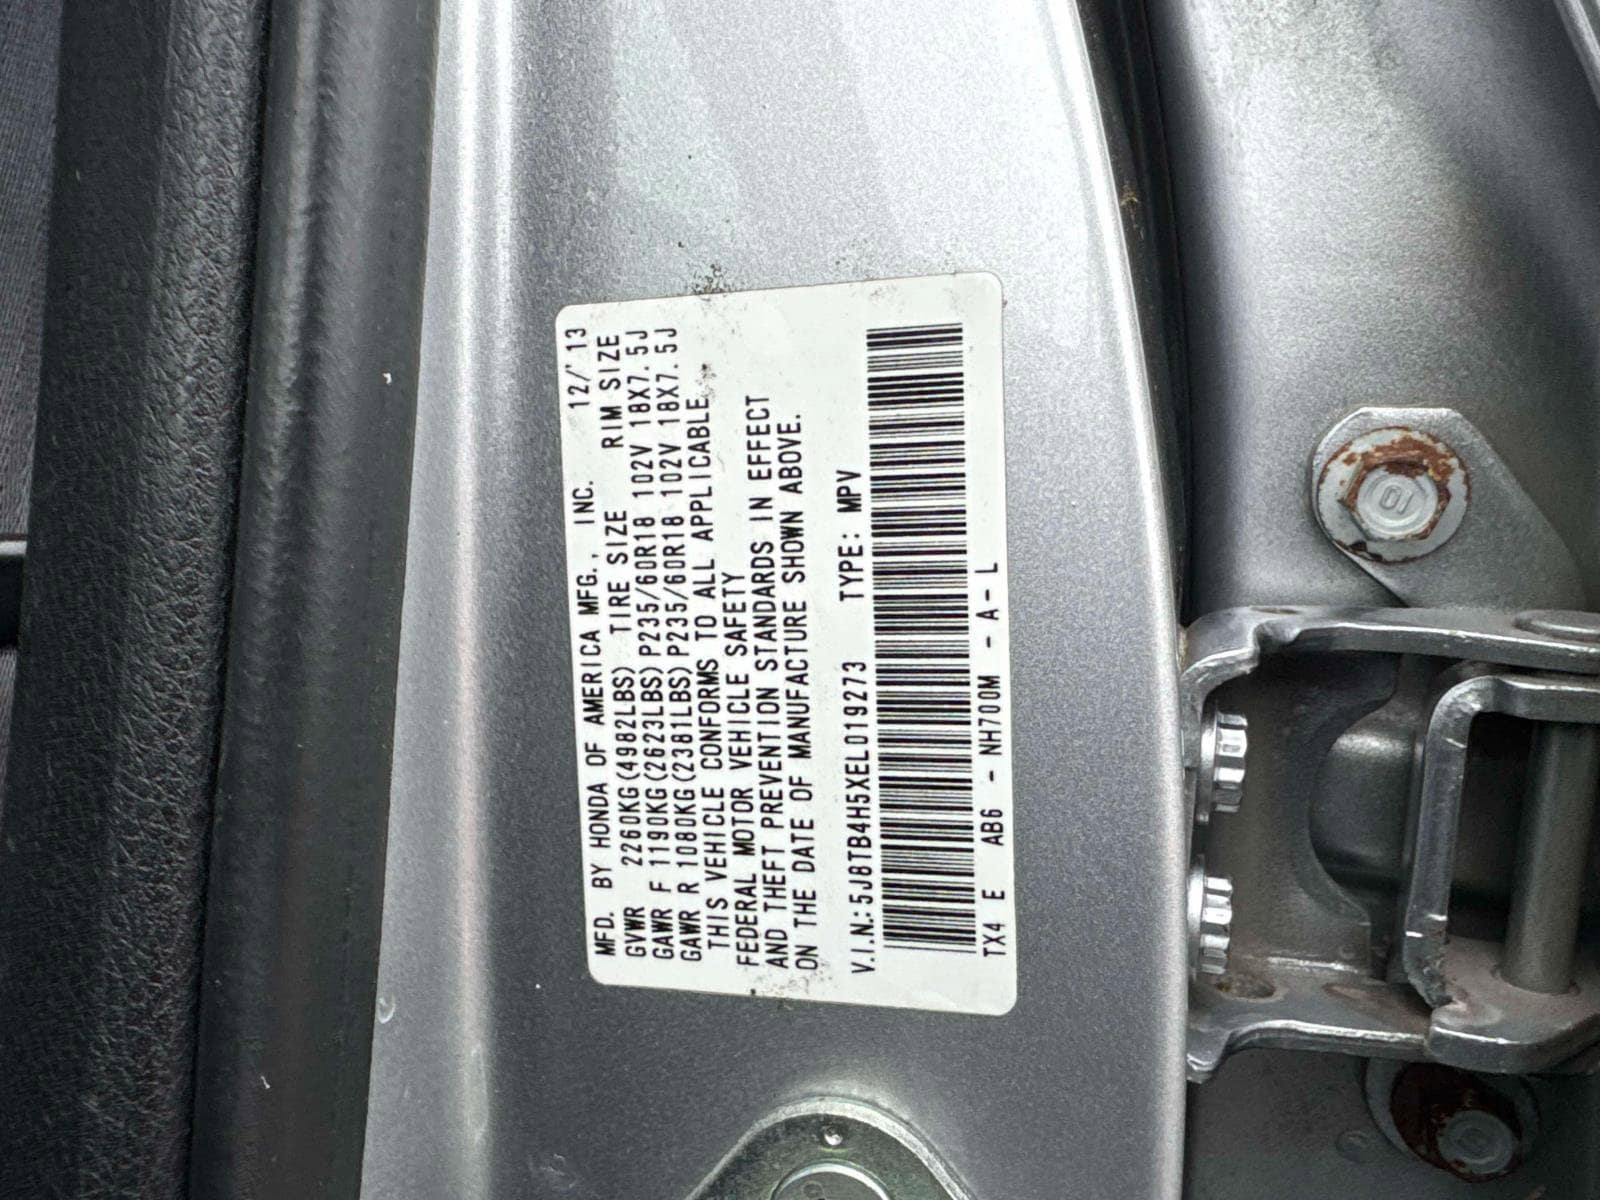 MFD. BY HONDA OF AMERICA MFG., INC. 12/'13
GVWR 2260KG(4982LBS) TIRE SIZE RIM SIZE
GAWR F 1190KG(2623LBS) P235/60R18 102V 18X7.5J
GAWR R 1080KG(2381LBS) P235/60R18 102V 18X7.5J
THIS VEHICLE CONFORMS TO ALL APPLICABLE
FEDERAL MOTOR VEHICLE SAFETY
AND THEFT PREVENTION STANDARDS IN EFFECT
ON THE DATE OF MANUFACTURE SHOWN ABOVE.
V.I.N.:5J8TB4H5XEL019273 TYPE: MPV
TX4 E AB6 - NH700M - A - L
10
10